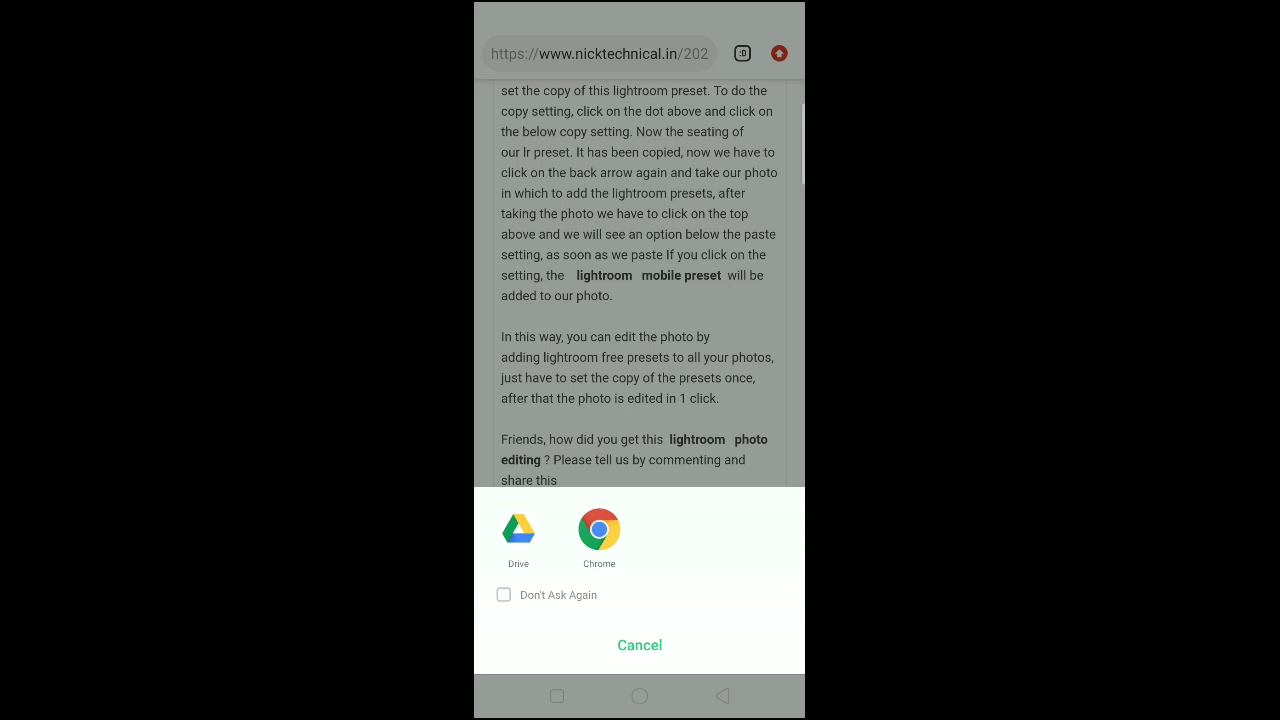 https://www.nicktechnical.in/202
:D
set the copy of this lightroom preset. To do the
copy setting, click on the dot above and click on
the below copy setting. Now the seating of
our lr preset. It has been copied, now we have to
click on the back arrow again and take our photo
in which to add the lightroom presets, after
taking the photo we have to click on the top
above and we will see an option below the paste
setting, as soon as we paste If you click on the
setting, the lightroom mobile preset will be
added to our photo.
In this way, you can edit the photo by
adding lightroom free presets to all your photos,
just have to set the copy of the presets once,
after that the photo is edited in 1 click.
Friends, how did you get this lightroom photo
editing ? Please tell us by commenting and
share this
Drive Chrome
Don't Ask Again
Cancel